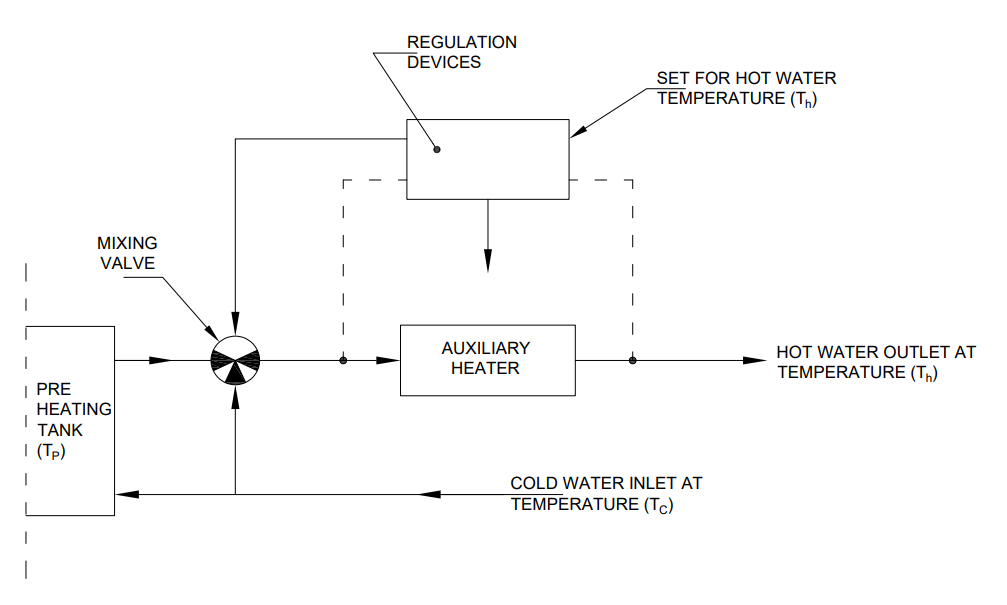 REGULATION
DEVICES
SET FOR HOT WATER
TEMPERATURE (Th)
MIXING
VALVE
AUXILIARY
HEATER
HOT WATER OUTLET AT
TEMPERATURE (Th)
PRE
HEATING
TANK
(TP)
COLD WATER INLET AT
TEMPERATURE (TC)